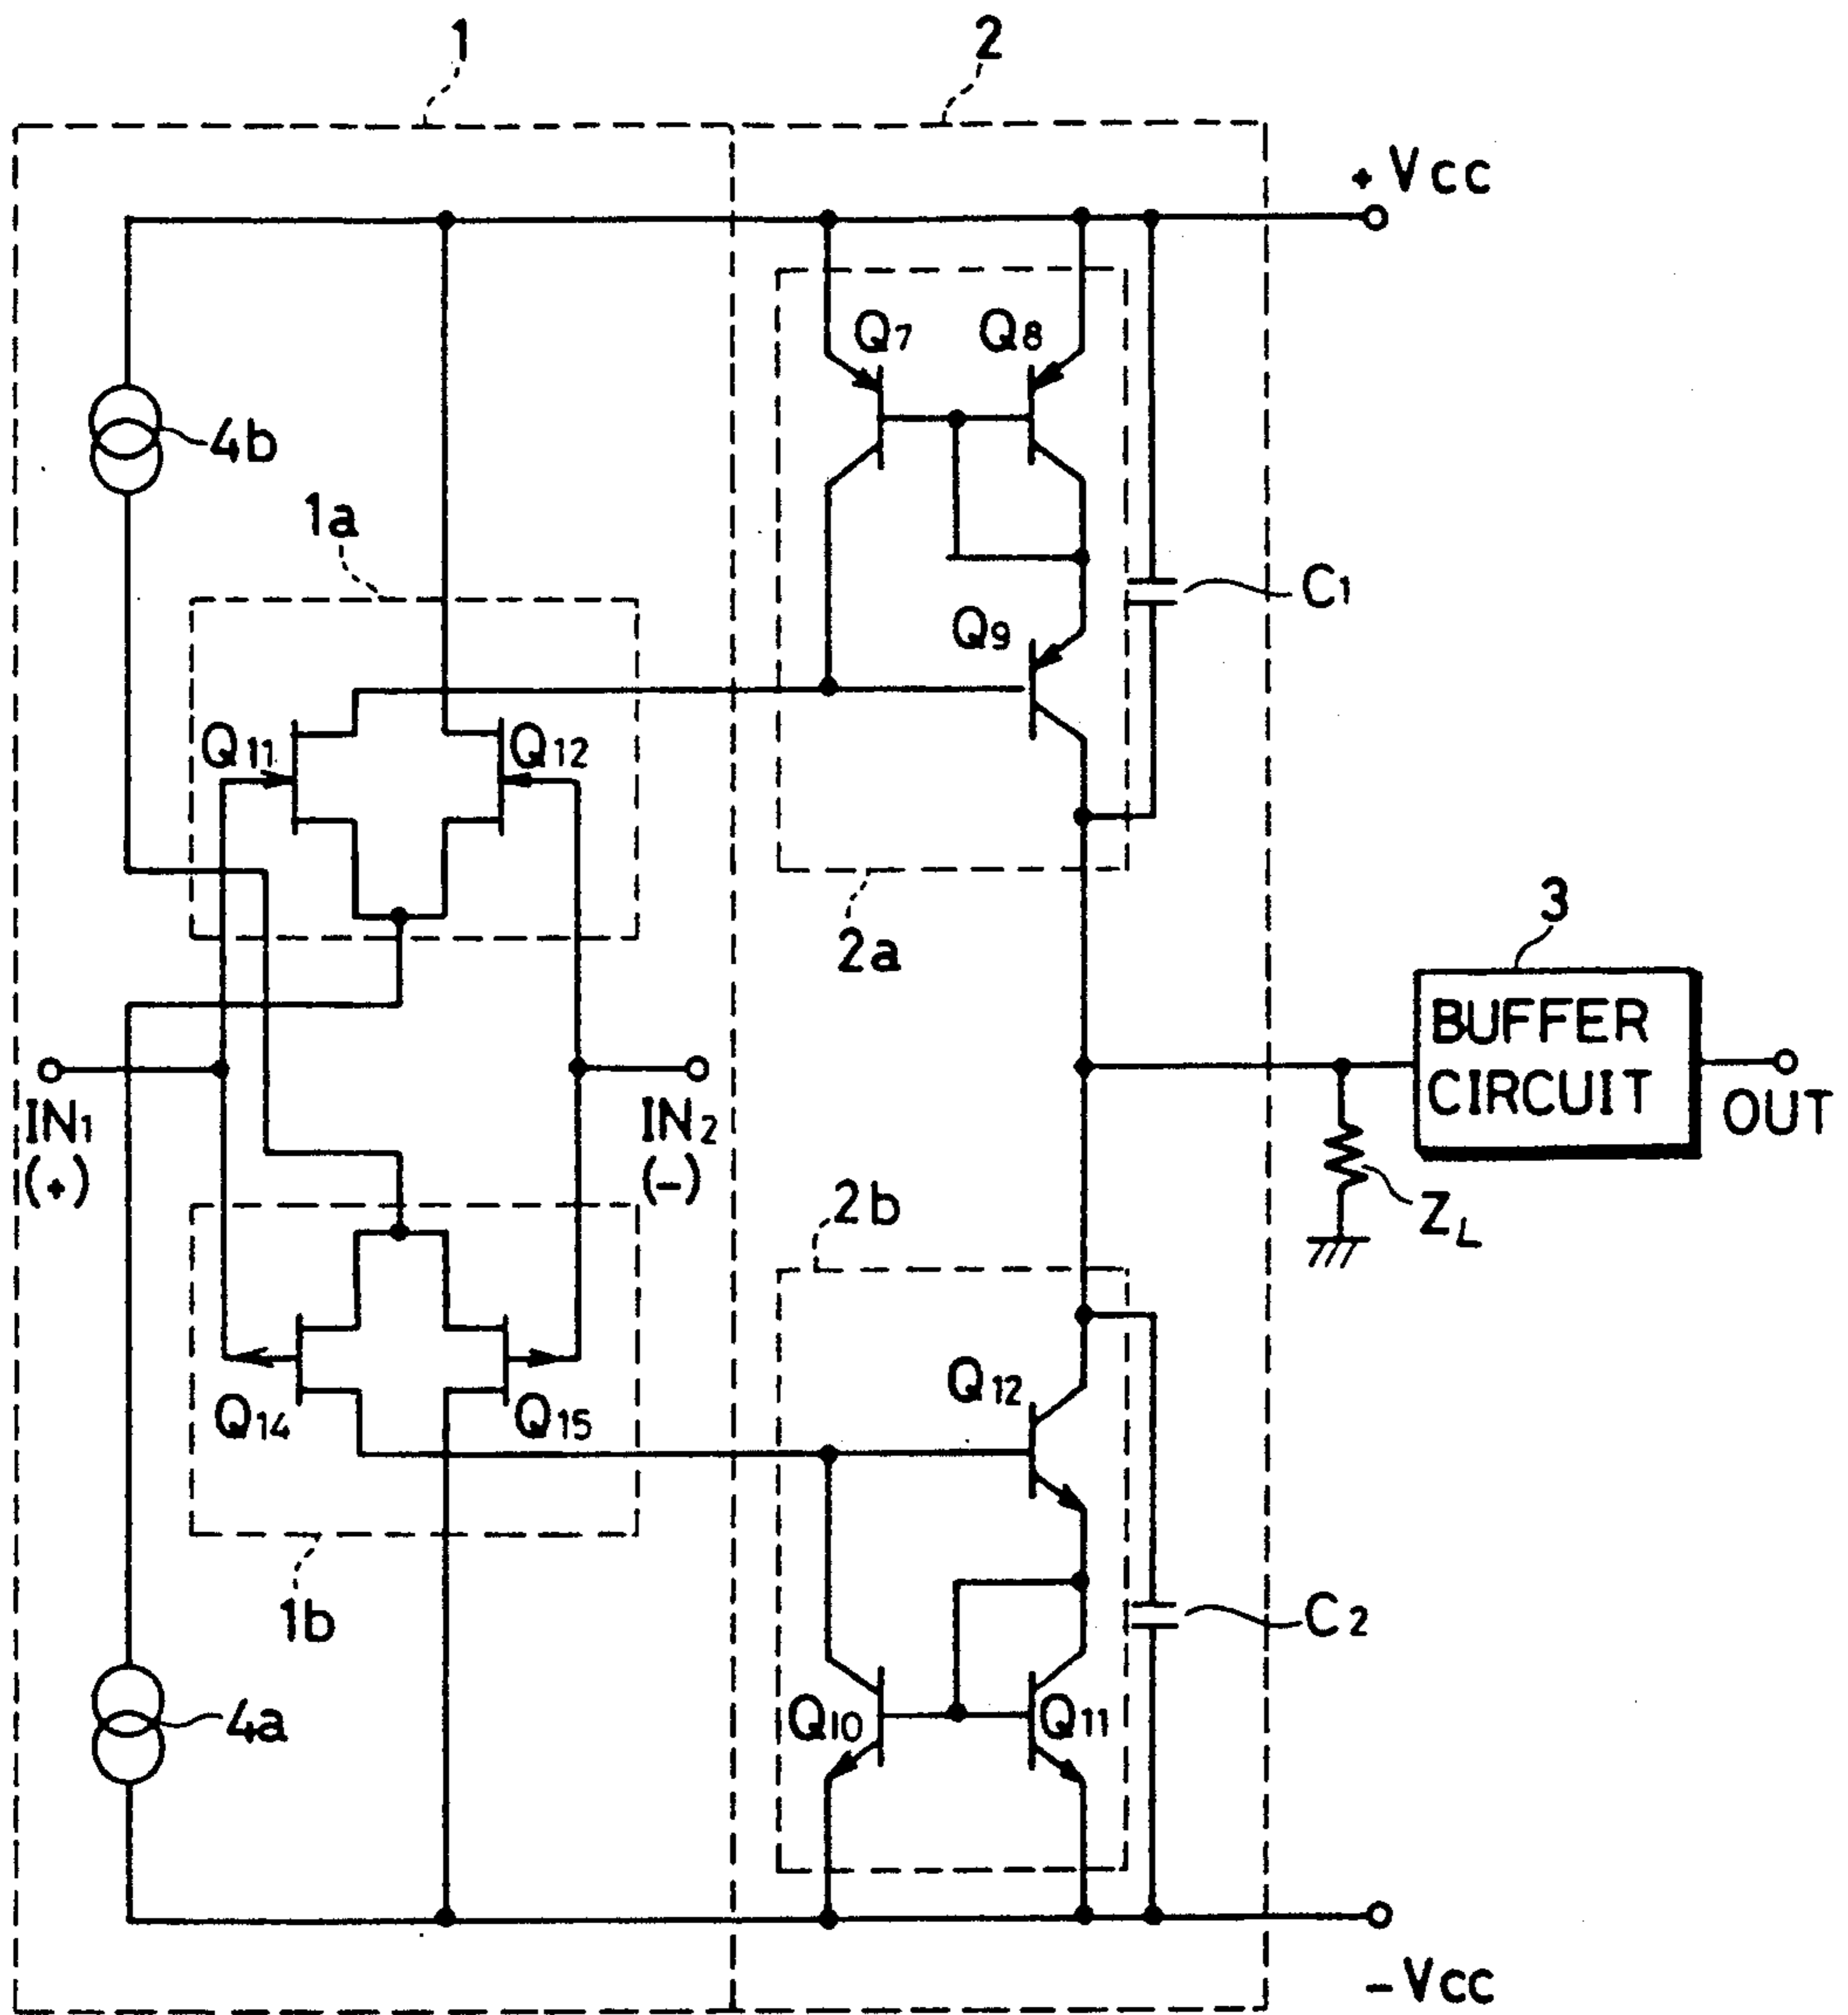 1
2
+ Vcc
Q7
Q8
4b
1a
C1
Q9
Q11
Q12
2a
3
BUFFER
CIRCUIT
OUT
IN1
(+)
IN2
(-)
ZL
2b
Q12
Q14
Q15
1b
C2
Q10
Q11
4a
- Vcc